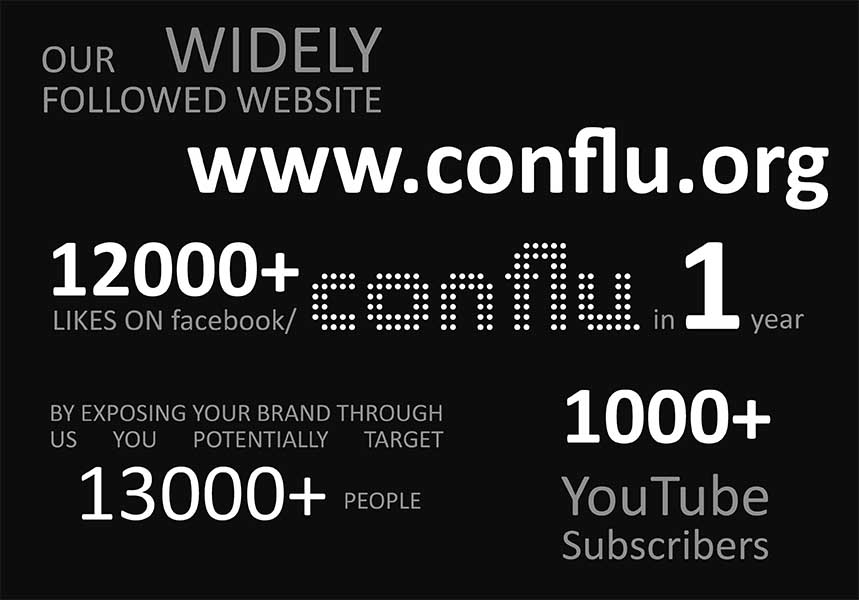 OUR WIDELY
FOLLOWED WEBSITE
www.conflu.org
12000+
LIKES ON facebook/ conflu. in 1 year
BY EXPOSING YOUR BRAND THROUGH
US YOU POTENTIALLY TARGET
13000+ PEOPLE
1000+
YouTube
Subscribers